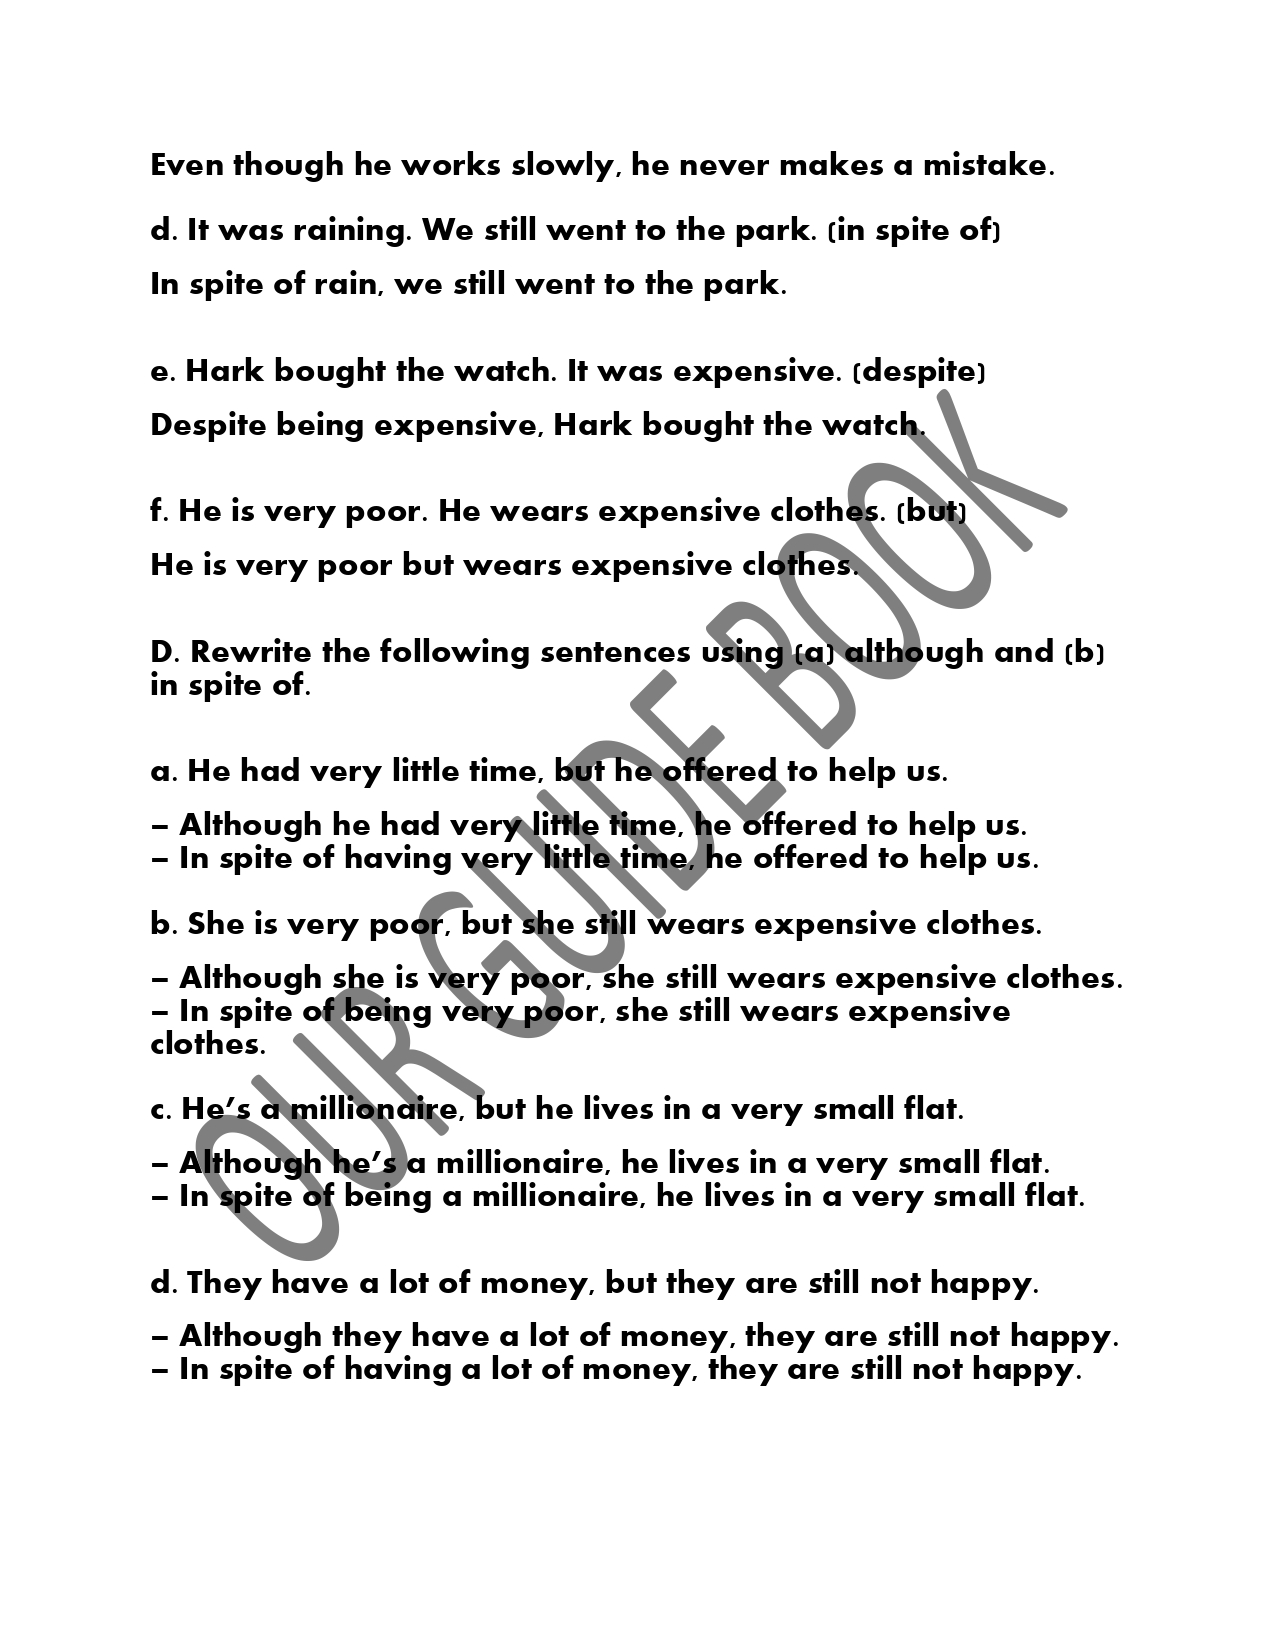 Even though he works slowly, he never makes a mistake.
d. It was raining. We still went to the park. (in spite of)
In spite of rain, we still went to the park.
e. Hark bought the watch. It was expensive. (despite)
Despite being expensive, Hark bought the watch.
f. He is very poor. He wears expensive clothes. (but)
He is very poor but wears expensive clothes.
D. Rewrite the following sentences using (a) although and (b)
in spite of.
a. He had very little time, but he offered to help us.
– Although he had very little time, he offered to help us.
– In spite of having very little time, he offered to help us.
b. She is very poor, but she still wears expensive clothes.
– Although she is very poor, she still wears expensive clothes.
– In spite of being very poor, she still wears expensive
clothes.
c. He’s a millionaire, but he lives in a very small flat.
– Although he’s a millionaire, he lives in a very small flat.
– In spite of being a millionaire, he lives in a very small flat.
d. They have a lot of money, but they are still not happy.
– Although they have a lot of money, they are still not happy.
– In spite of having a lot of money, they are still not happy.
OUR GUIDE BOOK